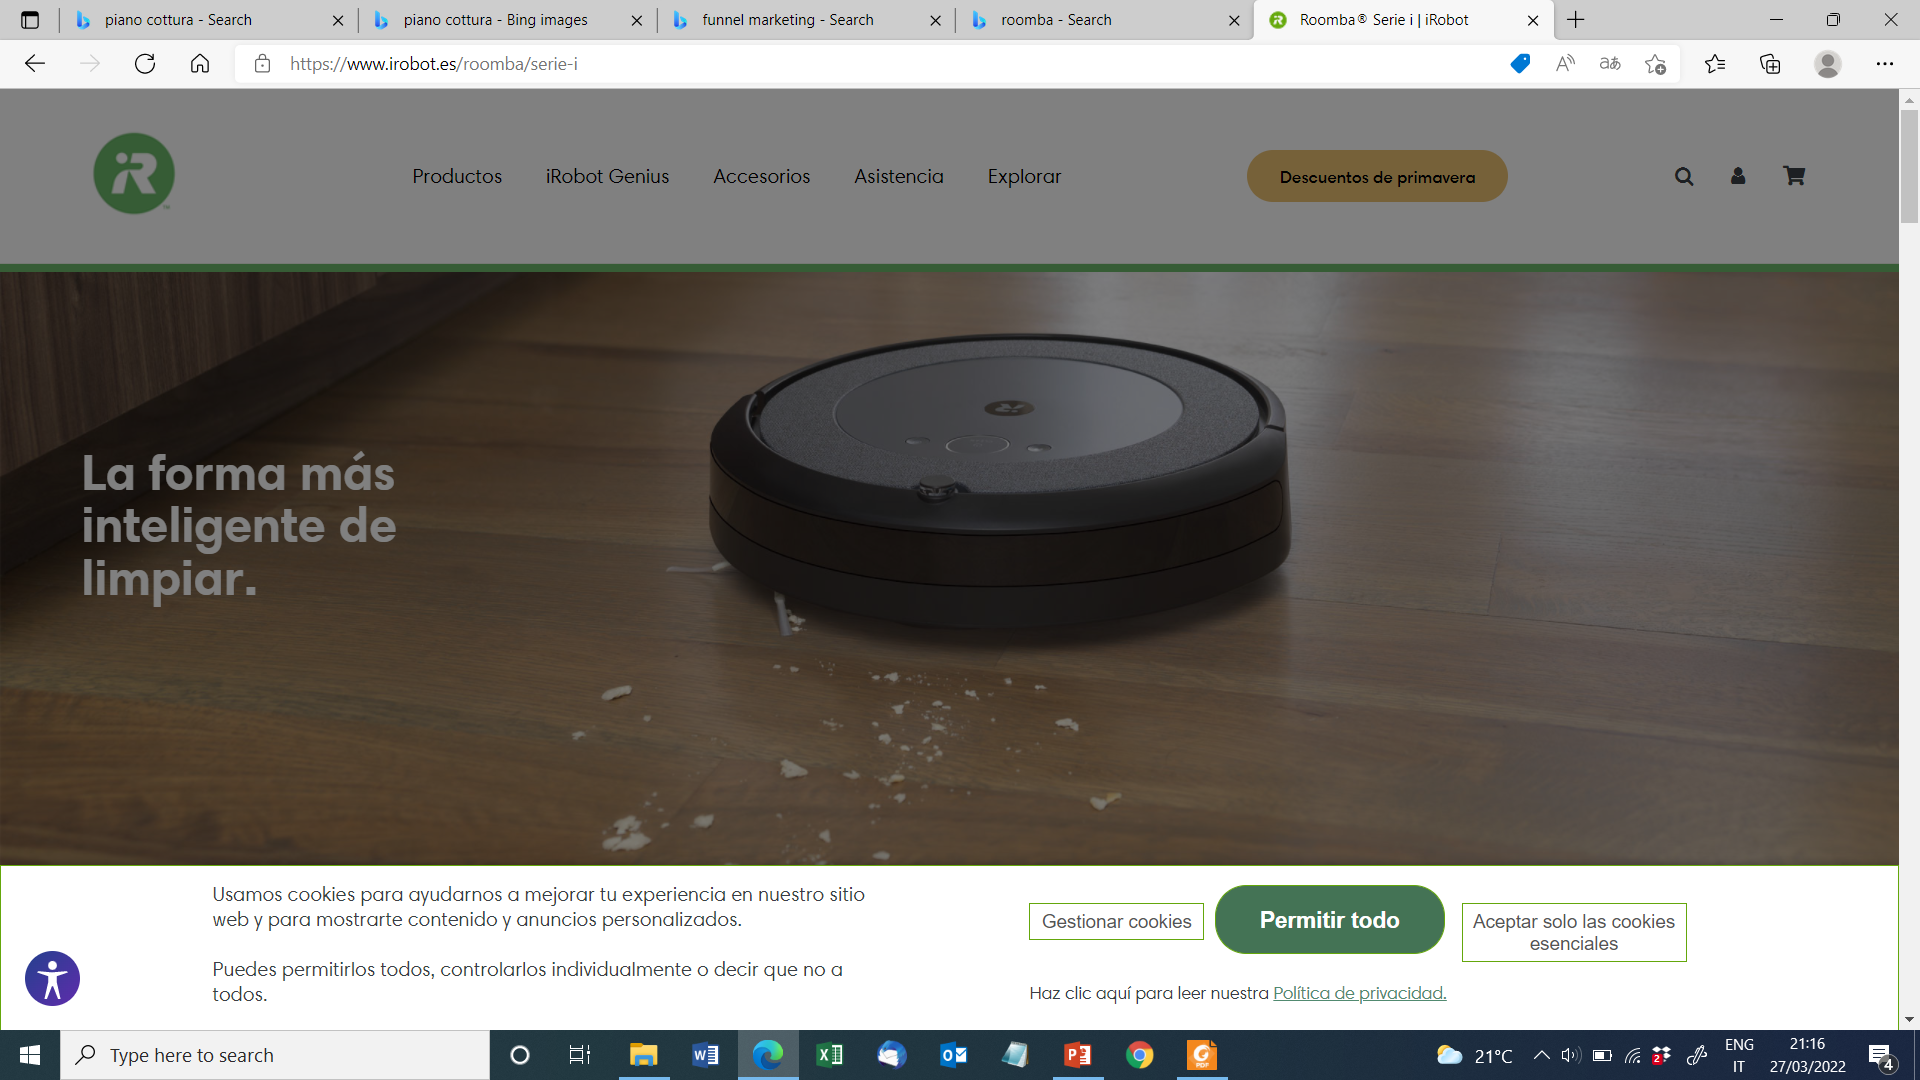 piano cottura - Search
piano cottura - Bing images
funnel marketing - Search
roomba - Search
Roomba® Serie i | iRobot
https://www.irobot.es/roomba/serie-i
iR
Productos
iRobot Genius
Accesorios
Asistencia
Explorar
Descuentos de primavera
La forma más
inteligente de
limpiar.
Usamos cookies para ayudarnos a mejorar tu experiencia en nuestro sitio
web y para mostrarte contenido y anuncios personalizados.
Puedes permitirlos todos, controlarlos individualmente o decir que no a
todos.
Gestionar cookies
Permitir todo
Aceptar solo las cookies
esenciales
Haz clic aquí para leer nuestra Política de privacidad.
Type here to search
21°C
ENG
IT
21:16
27/03/2022
4